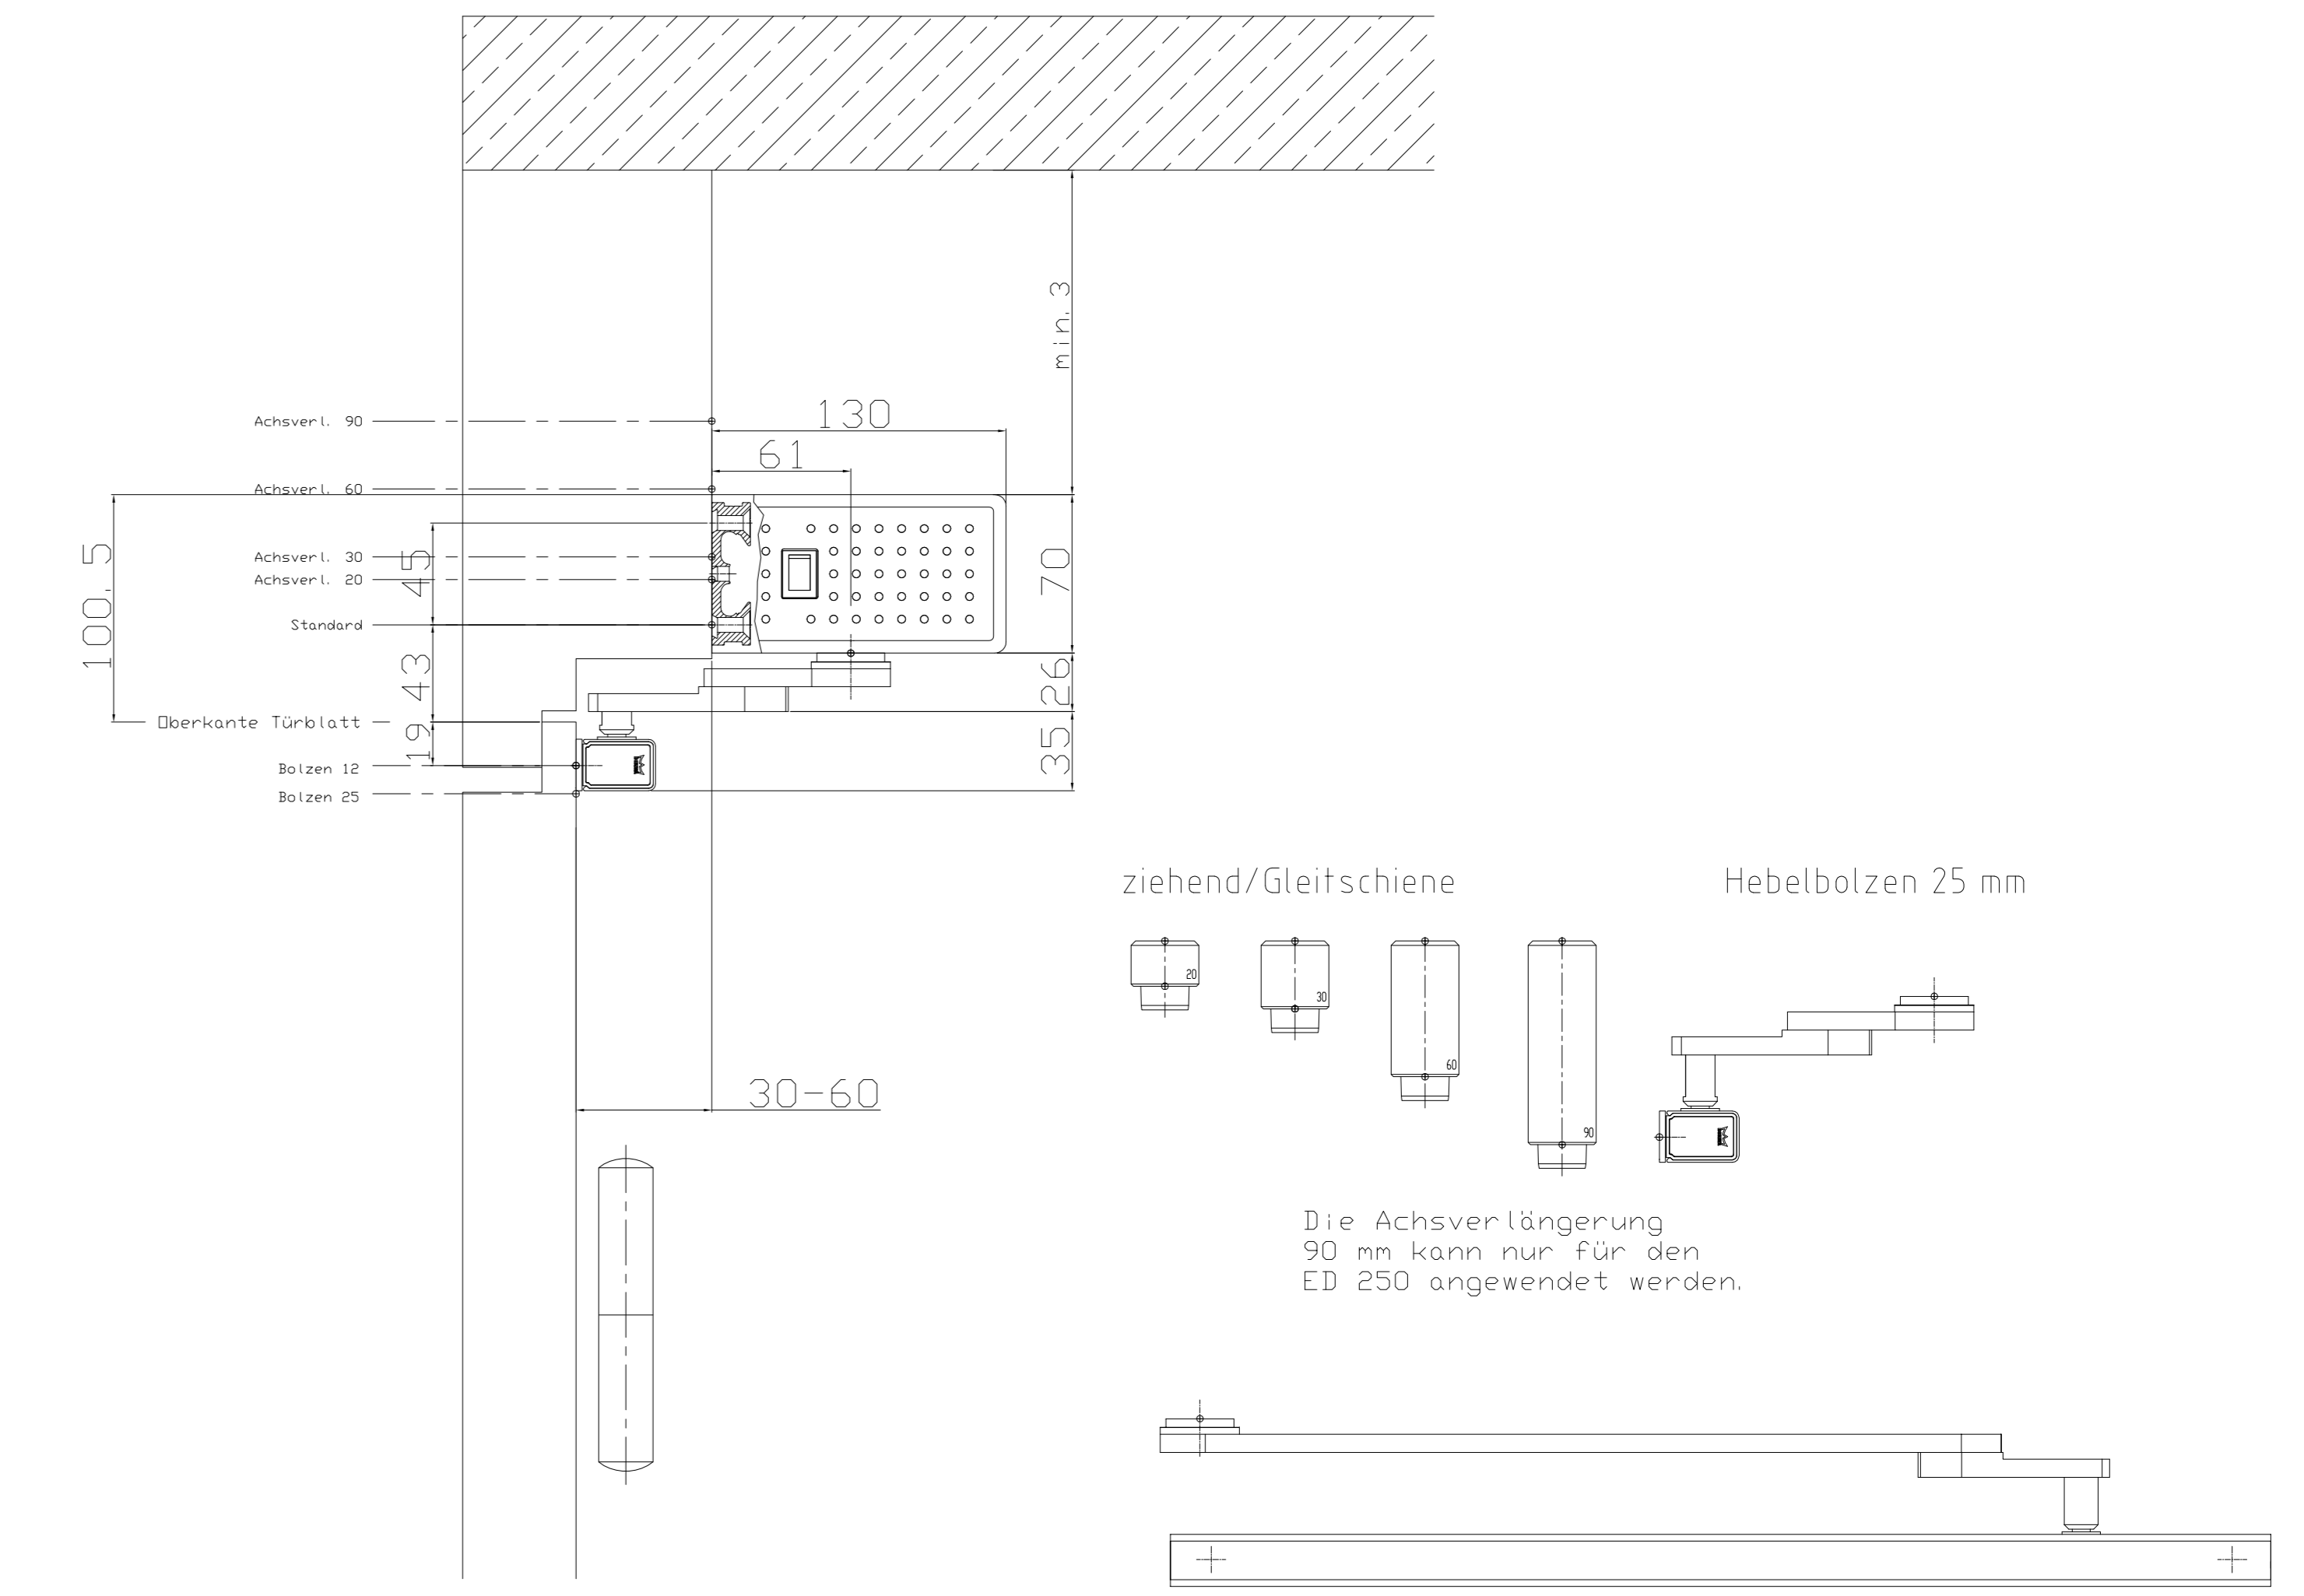 min. 3
Achsverl. 90
130
61
Achsverl. 60
Achsverl. 30
45
100.5
70
Achsverl. 20
Standard
43
26
Oberkante Türblatt
19
35
Bolzen 12
Bolzen 25
ziehend/Gleitschiene
Hebelbolzen 25 mm
20
30
60
90
30-60
Die Achsverlängerung
90 mm kann nur für den
ED 250 angewendet werden.